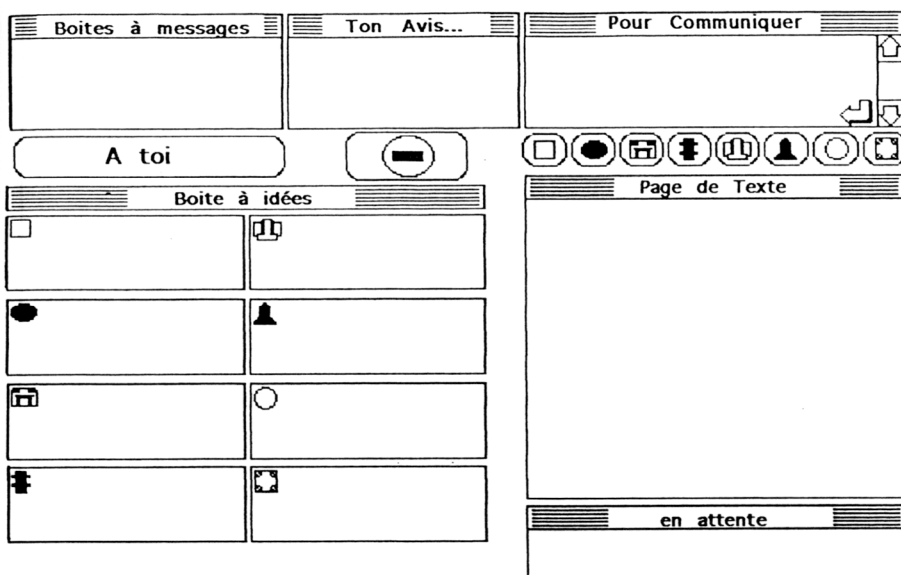 Boites à messages
Ton Avis...
Pour Communiquer
A toi
Boite à idées
Page de Texte
en attente